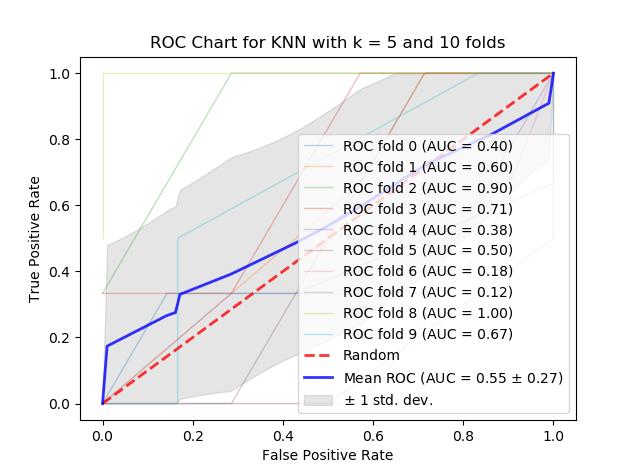 ROC Chart for KNN with k = 5 and 10 folds
True Positive Rate
1.0
0.8
0.6
0.4
0.2
0.0
ROC fold 0 (AUC = 0.40)
ROC fold 1 (AUC = 0.60)
ROC fold 2 (AUC = 0.90)
ROC fold 3 (AUC = 0.71)
ROC fold 4 (AUC = 0.38)
ROC fold 5 (AUC = 0.50)
ROC fold 6 (AUC = 0.18)
ROC fold 7 (AUC = 0.12)
ROC fold 8 (AUC = 1.00)
ROC fold 9 (AUC = 0.67)
Random
Mean ROC (AUC = 0.55 ± 0.27)
± 1 std. dev.
0.0 0.2 0.4 0.6 0.8 1.0
False Positive Rate